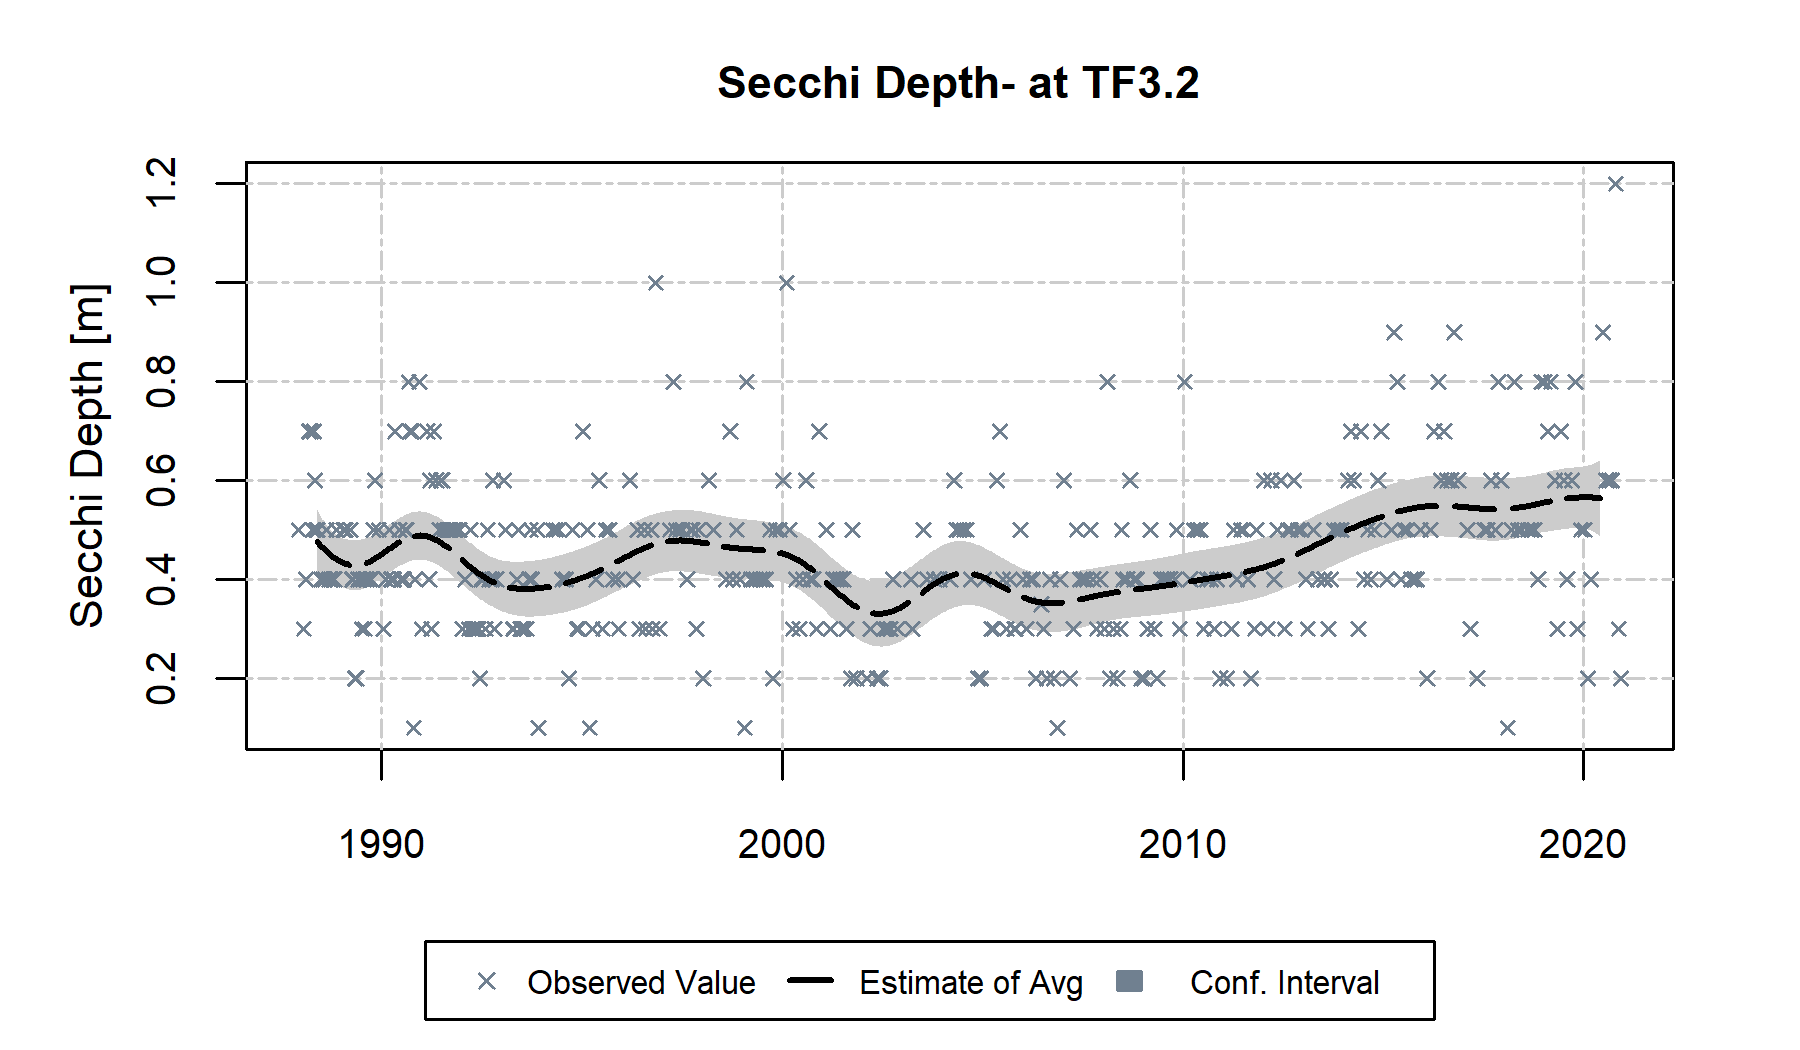 Secchi Depth- at TF3.2
Secchi Depth [m]
1.2
1.0
0.8
0.6
0.4
0.2
1990 2000 2010 2020
Observed Value Estimate of Avg Conf. Interval